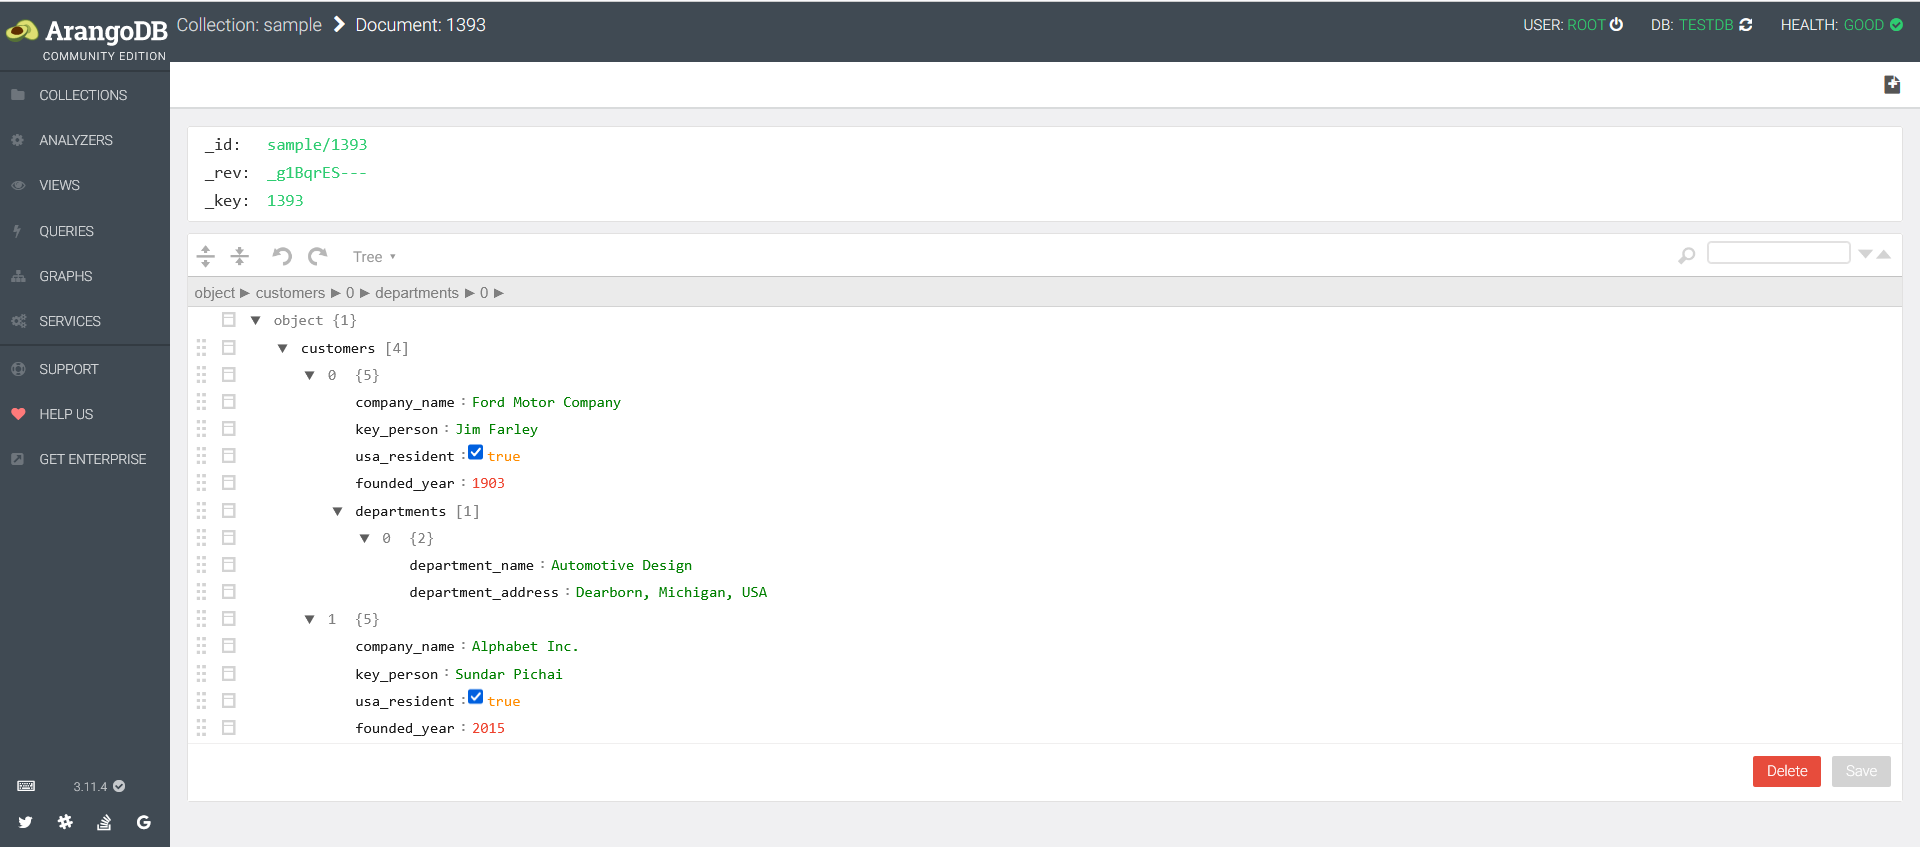 ArangoDB
COMMUNITY EDITION
Collection: sample Document: 1393
USER: ROOT DB: TESTDB HEALTH: GOOD
COLLECTIONS
ANALYZERS
VIEWS
QUERIES
GRAPHS
SERVICES
SUPPORT
HELP US
GET ENTERPRISE
3.11.4
_id: sample/1393
_rev: _g1BqrES---
_key: 1393
Tree
object ► customers ► 0 ► departments ► 0 ►
object {1}
customers [4]
0 {5}
company_name : Ford Motor Company
key_person : Jim Farley
usa_resident : true
founded_year : 1903
departments [1]
0 {2}
department_name : Automotive Design
department_address : Dearborn, Michigan, USA
1 {5}
company_name : Alphabet Inc.
key_person : Sundar Pichai
usa_resident : true
founded_year : 2015
Delete Save